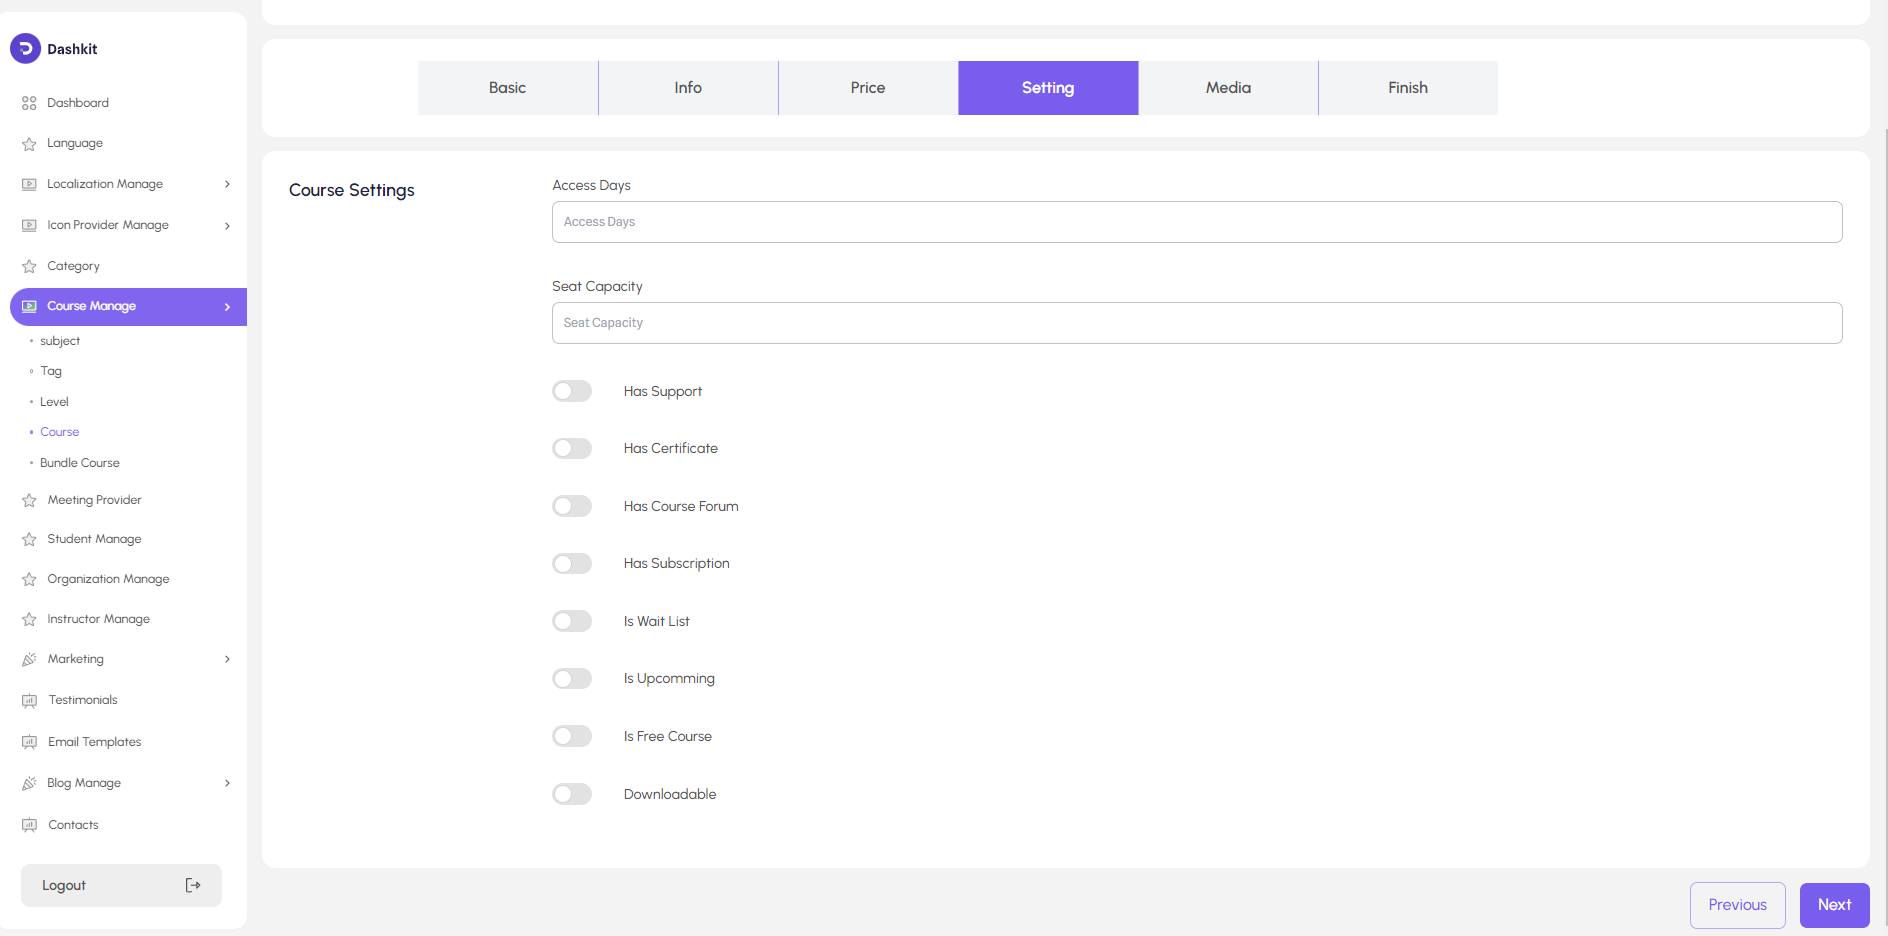 Dashkit
Dashboard
Language
Localization Manage
Icon Provider Manage
Category
Course Manage
subject
Tag
Level
Course
Bundle Course
Meeting Provider
Student Manage
Organization Manage
Instructor Manage
Marketing
Testimonials
Email Templates
Blog Manage
Contacts
Logout
Basic
Info
Price
Setting
Media
Finish
Course Settings
Access Days
Access Days
Seat Capacity
Seat Capacity
Has Support
Has Certificate
Has Course Forum
Has Subscription
Is Wait List
Is Upcomming
Is Free Course
Downloadable
Previous
Next